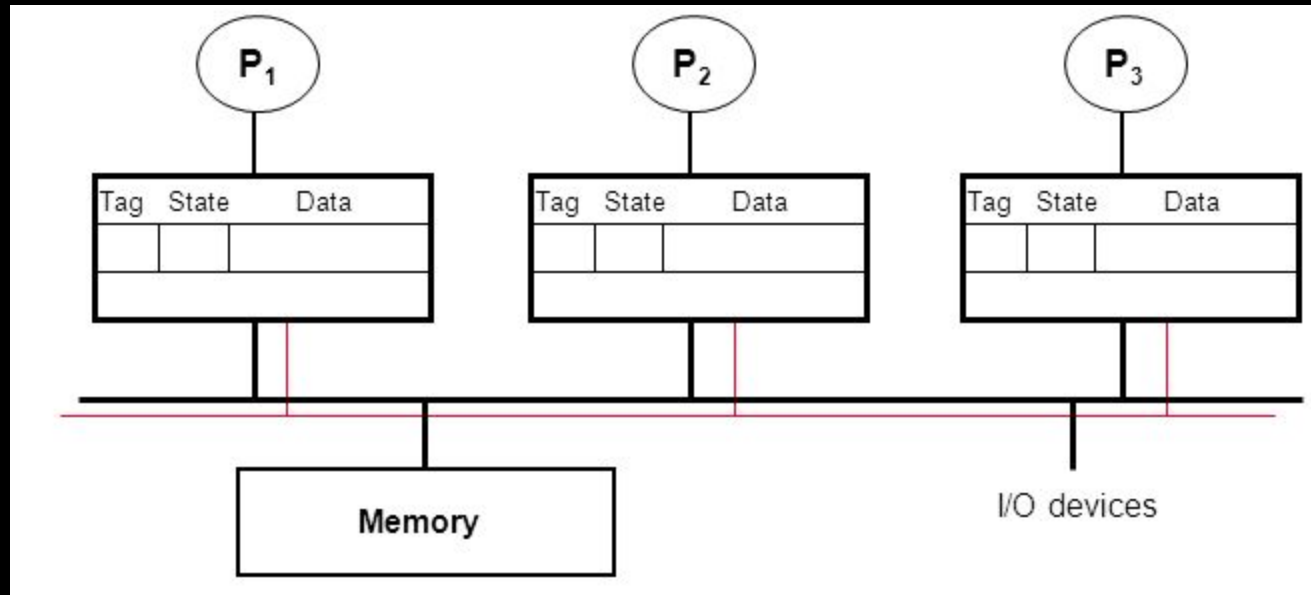 P₁ P₂ P₃
Tag State Data Tag State Data Tag State Data
Memory
I/O devices